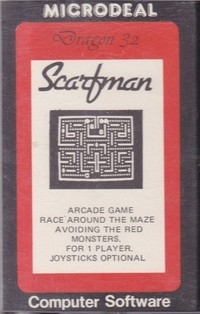 MICRODEAL
Dragon 32
Scarfman
ARCADE GAME
RACE AROUND THE MAZE
AVOIDING THE RED
MONSTERS.
FOR 1 PLAYER.
JOYSTICKS OPTIONAL
Computer Software